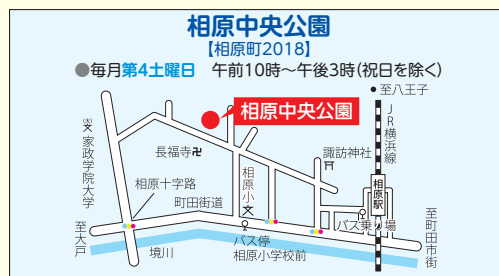 相原中央公園
【相原町2018】
●毎月第4土曜日 午前10時～午後3時(祝日を除く)
至八王子
相原中央公園
JR横浜線
文 家政学院大学
長福寺卍
諏訪神社
相原十字路
相原小文
相原駅
町田街道
バス乗り場
至大戸
境川
バス停
相原小学校前
至町田市街